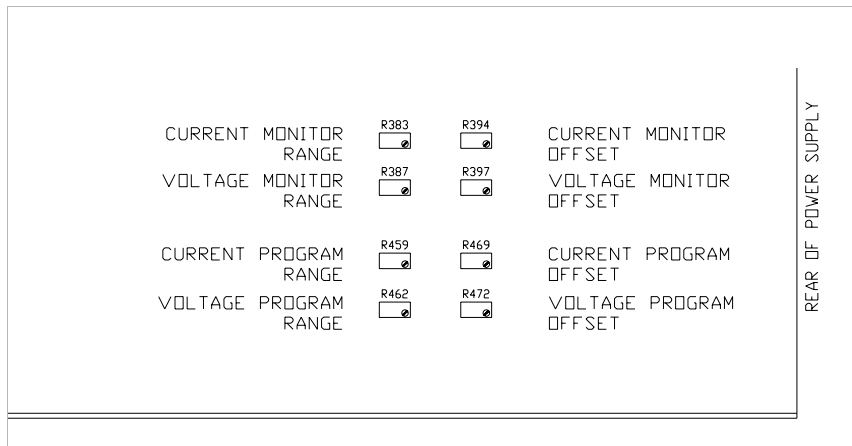 R383 R394
CURRENT MONITOR RANGE CURRENT MONITOR OFFSET
R387 R397
VOLTAGE MONITOR RANGE VOLTAGE MONITOR OFFSET
R459 R469
CURRENT PROGRAM RANGE CURRENT PROGRAM OFFSET
R462 R472
VOLTAGE PROGRAM RANGE VOLTAGE PROGRAM OFFSET
REAR OF POWER SUPPLY